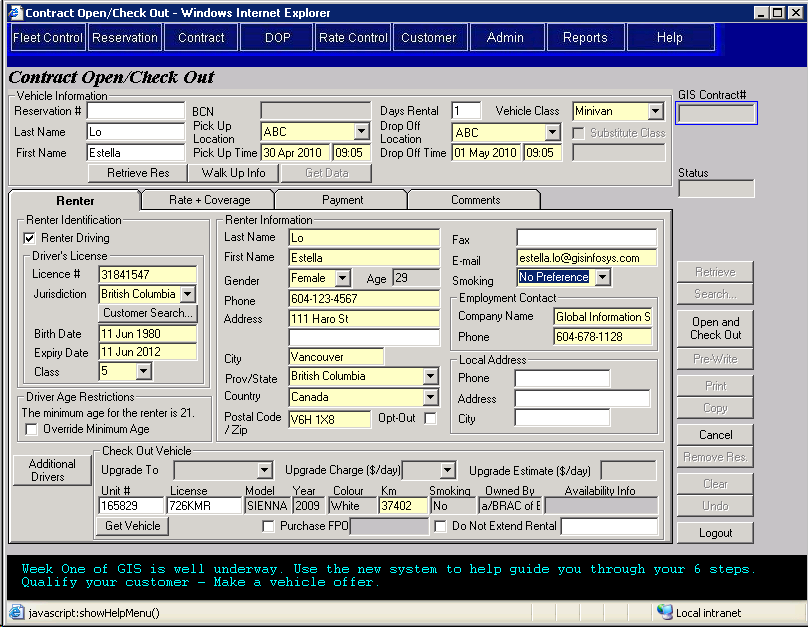 Contract Open/Check Out - Windows Internet Explorer
Fleet Control Reservation Contract DOP Rate Control Customer Admin Reports Help
Contract Open/Check Out
Vehicle Information
GIS Contract#
Reservation # BCN Days Rental 1 Vehicle Class Minivan
Last Name Lo Pick Up Location ABC Drop Off Location ABC Substitute Class
First Name Estella Pick Up Time 30 Apr 2010 09:05 Drop Off Time 01 May 2010 09:05
Retrieve Res Walk Up Info Get Data
Status
Renter Rate + Coverage Payment Comments
Renter Identification
Renter Driving
Driver's License
Licence # 31841547
Jurisdiction British Columbia
Customer Search...
Birth Date 11 Jun 1980
Expiry Date 11 Jun 2012
Class 5
Driver Age Restrictions
The minimum age for the renter is 21.
Override Minimum Age
Renter Information
Last Name Lo
First Name Estella
Gender Female Age 29
Phone 604-123-4567
Address 111 Haro St
City Vancouver
Prov/State British Columbia
Country Canada
Postal Code / Zip V6H 1X8 Opt-Out
Fax
E-mail estella.lo@gisinfosys.com
Smoking No Preference
Employment Contact
Company Name Global Information S
Phone 604-678-1128
Local Address
Phone
Address
City
Retrieve
Search...
Open and
Check Out
Pre-Write
Print
Copy
Cancel
Remove Res.
Clear
Undo
Logout
Additional
Drivers
Check Out Vehicle
Upgrade To Upgrade Charge ($/day) Upgrade Estimate ($/day)
Unit # License Model Year Colour Km Smoking Owned By Availability Info
165829 726KMR SIENNA 2009 White 37402 No a/BRAC of E
Get Vehicle Purchase FPO Do Not Extend Rental
Week One of GIS is well underway. Use the new system to help guide you through your 6 steps.
Qualify your customer – Make a vehicle offer.
javascript:showHelpMenu() Local intranet